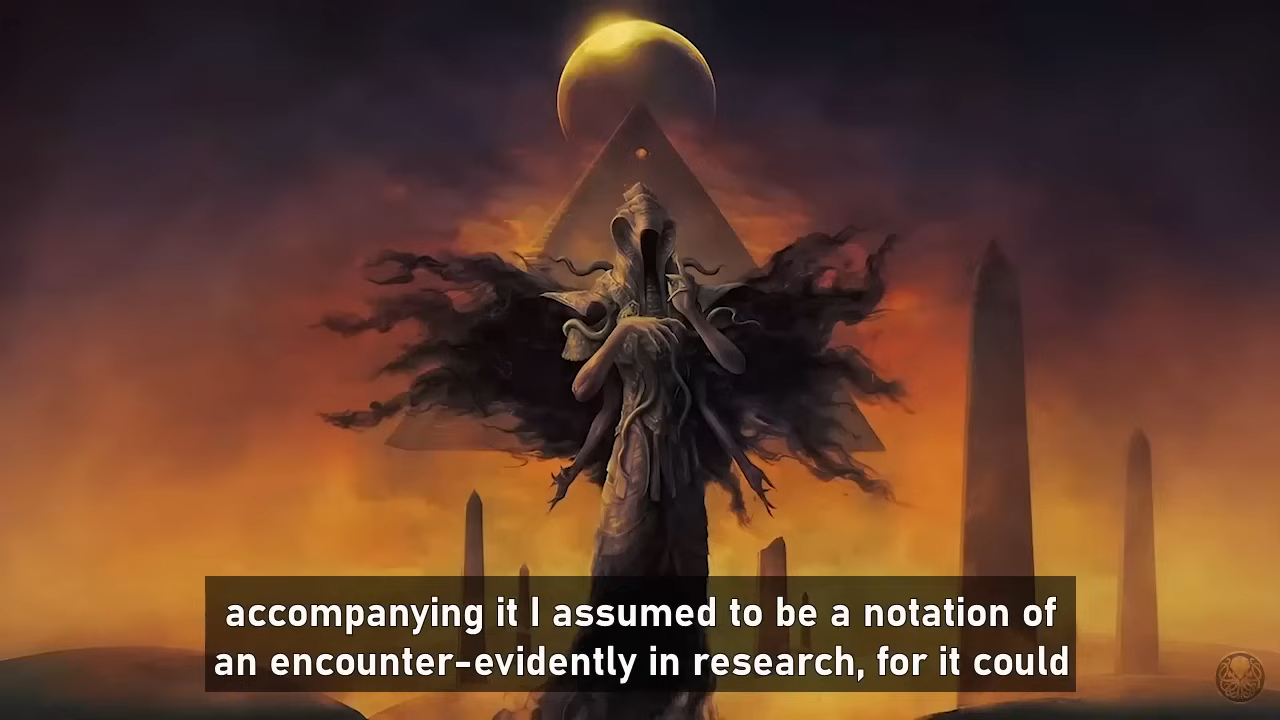 accompanying it I assumed to be a notation of
an encounter-evidently in research, for it could